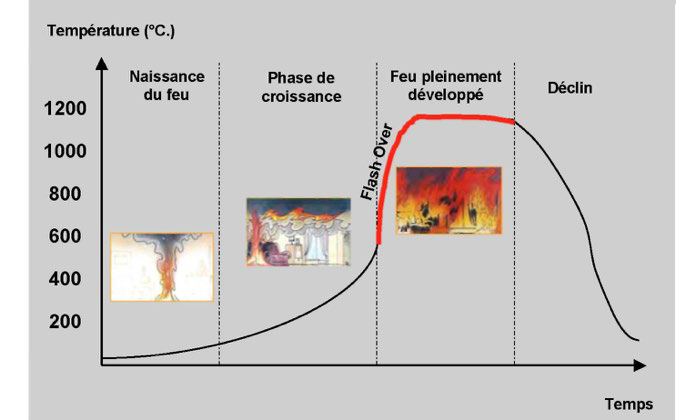 Température (°C.)
Naissance
du feu
Phase de
croissance
Feu pleinement
développé
Déclin
1200
1000
800
600
400
200
Flash Over
Temps